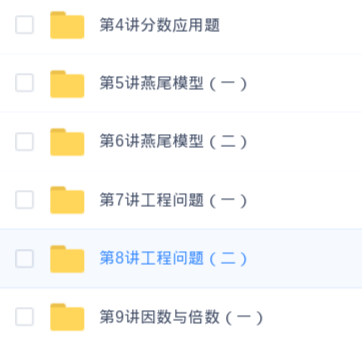 第4讲分数应用题
第5讲燕尾模型（一）
第6讲燕尾模型（二）
第7讲工程问题（一）
第8讲工程问题（二）
第9讲因数与倍数（一）